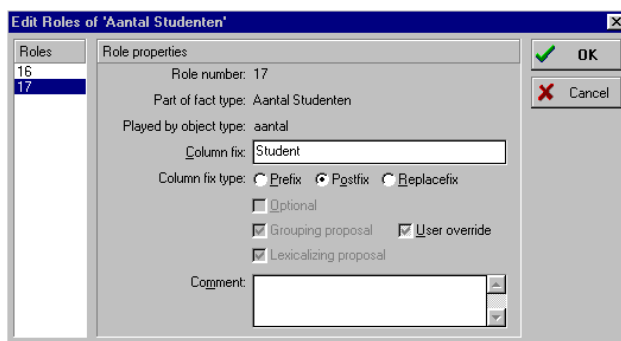 Edit Roles of 'Aantal Studenten'
Roles
16
17
Role properties
Role number: 17
Part of fact type: Aantal Studenten
Played by object type: aantal
Column fix: Student
Column fix type: Prefix Postfix Replacefix
Optional
Grouping proposal User override
Lexicalizing proposal
Comment:
OK
Cancel